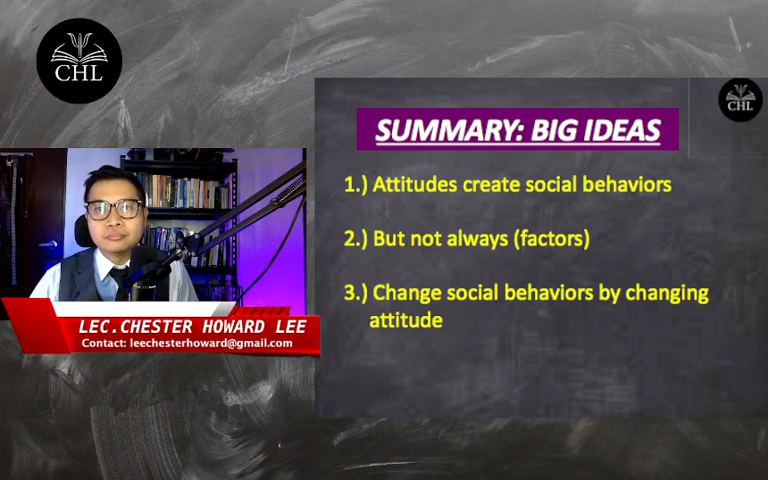 CHL
CHL
SUMMARY: BIG IDEAS
1.) Attitudes create social behaviors
2.) But not always (factors)
3.) Change social behaviors by changing
attitude
LEC.CHESTER HOWARD LEE
Contact: leechesterhoward@gmail.com